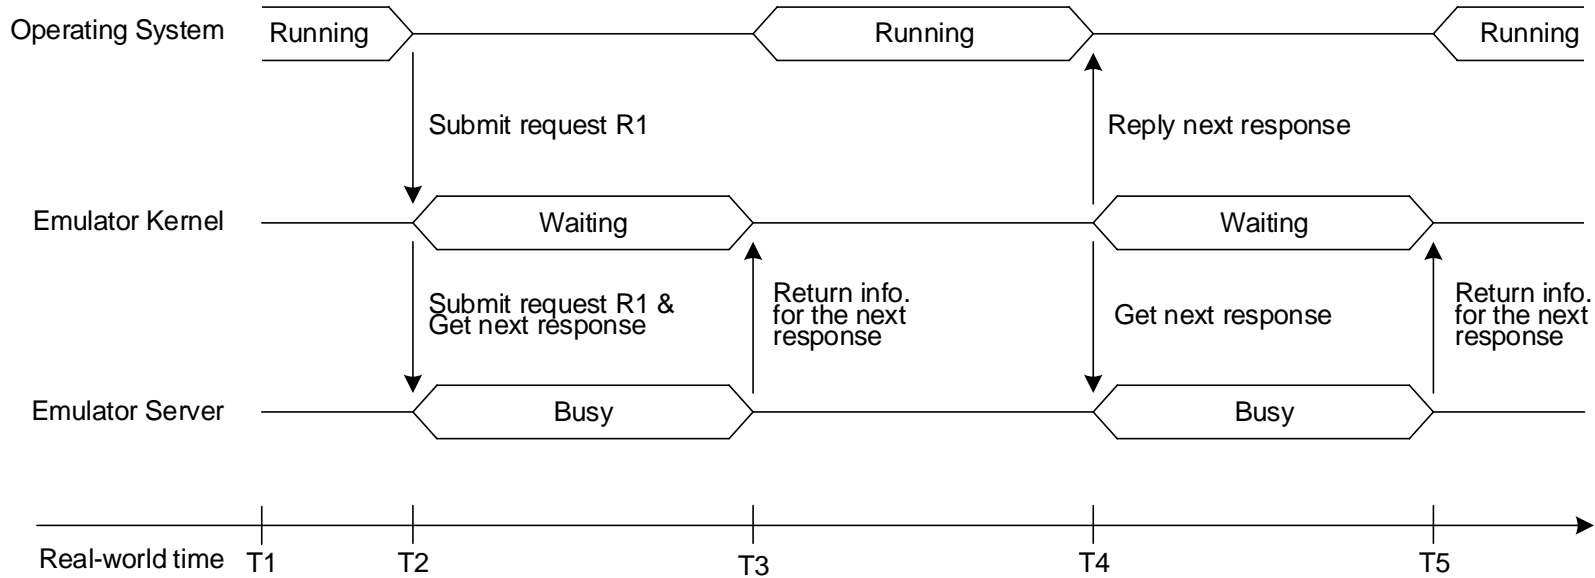 Operating System
Running
Running
Running
Submit request R1
Reply next response
Emulator Kernel
Waiting
Waiting
Submit request R1 &
Get next response
Return info.
for the next
response
Get next response
Return info.
for the next
response
Emulator Server
Busy
Busy
Real-world time
T1
T2
T3
T4
T5